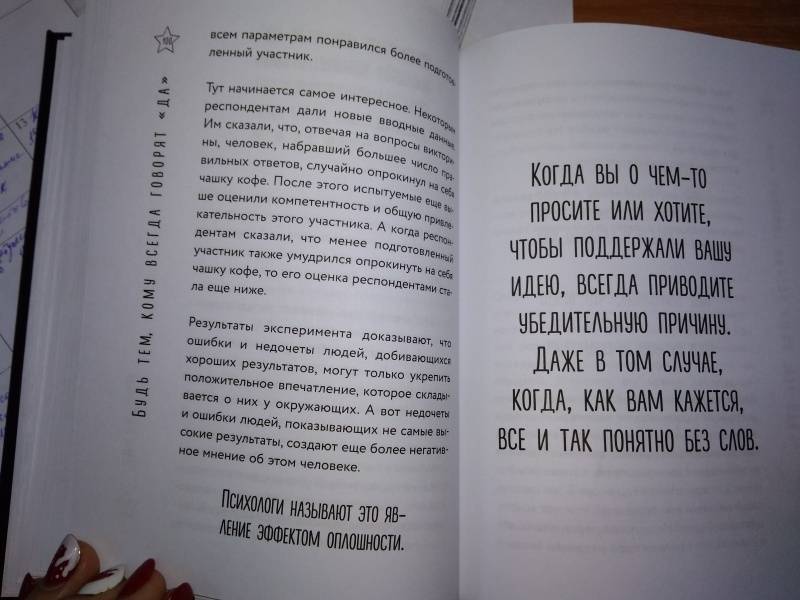 100
Будь тем, кому всегда говорят «да»
всем параметрам понравился более подготов-
ленный участник.
Тут начинается самое интересное. Некоторым
респондентам дали новые вводные данные.
Им сказали, что, отвечая на вопросы виктори-
ны, человек, набравший большее число пра-
вильных ответов, случайно опрокинул на себя
чашку кофе. После этого испытуемые еще вы-
ше оценили компетентность и общую привле-
кательность этого участника. А когда респон-
дентам сказали, что менее подготовленный
участник также умудрился опрокинуть на себя
чашку кофе, то его оценка респондентами ста-
ла еще ниже.
Результаты эксперимента доказывают, что
ошибки и недочеты людей, добивающихся
хороших результатов, могут только укрепить
положительное впечатление, которое склады-
вается о них у окружающих. А вот недочеты
и ошибки людей, показывающих не самые вы-
сокие результаты, создают еще более негатив-
ное мнение об этом человеке.
Психологи называют это яв-
ление эффектом оплошности.
Когда вы о чем-то
просите или хотите,
чтобы поддержали вашу
идею, всегда приводите
убедительную причину.
Даже в том случае,
когда, как вам кажется,
все и так понятно без слов.